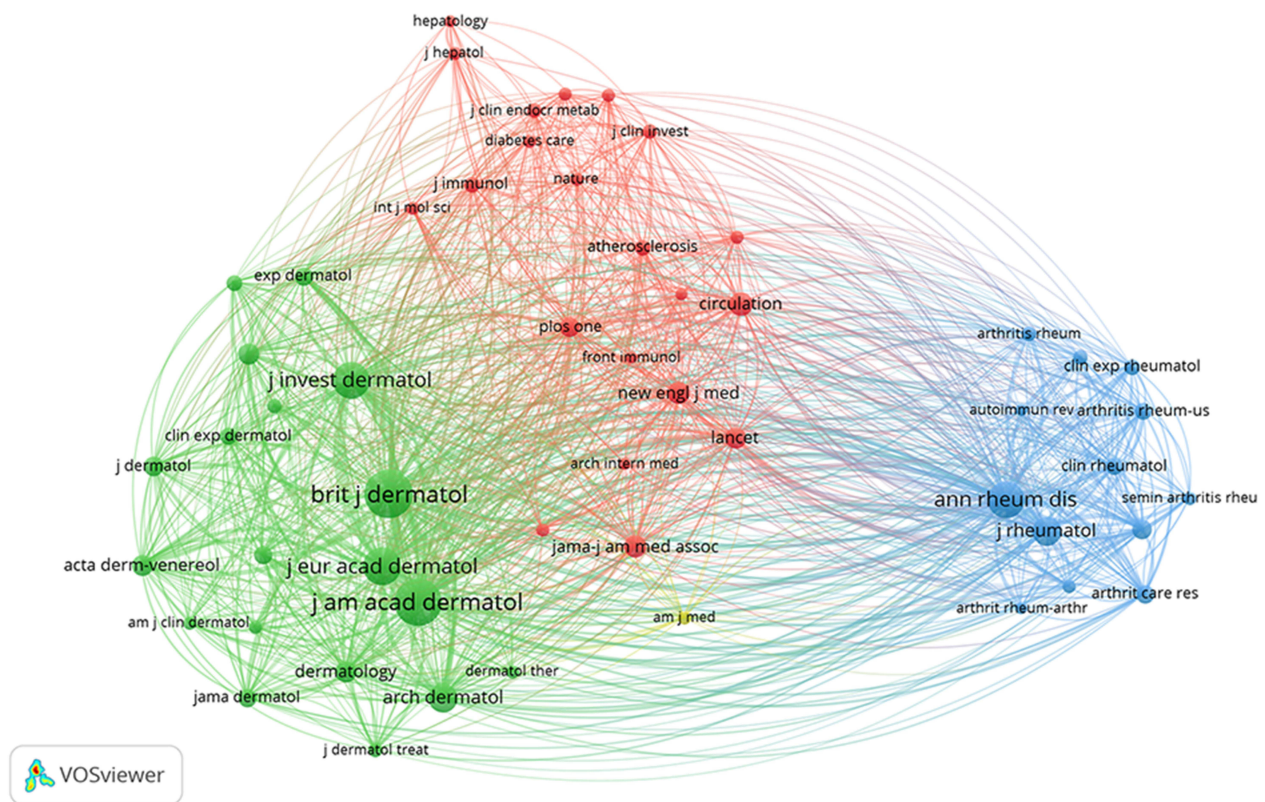 hepatology
j hepatol
j clin endocr metab
j clin invest
diabetes care
j immunol
nature
int j mol sci
atherosclerosis
exp dermatol
circulation
plos one
arthritis rheum
front immunol
clin exp rheumatol
j invest dermatol
new engl j med
autoimmun rev
arthritis rheum-us
clin exp dermatol
lancet
j dermatol
arch intern med
clin rheumatol
brit j dermatol
ann rheum dis
semin arthritis rheu
j rheumatol
jama-j am med assoc
acta derm-venereol
j eur acad dermatol
arthrit care res
j am acad dermatol
arthrit rheum-arthr
am j clin dermatol
am j med
dermatology
dermatol ther
jama dermatol
arch dermatol
j dermatol treat
VOSviewer